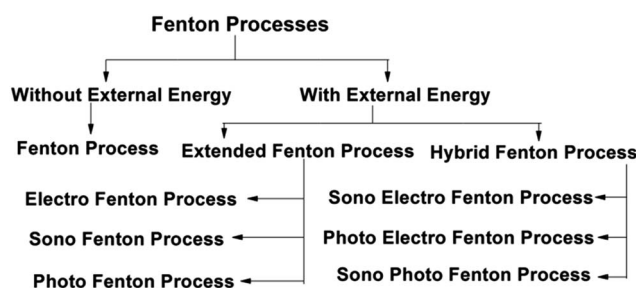 Fenton Processes
Without External Energy
With External Energy
Fenton Process
Extended Fenton Process
Hybrid Fenton Process
Electro Fenton Process
Sono Fenton Process
Photo Fenton Process
Sono Electro Fenton Process
Photo Electro Fenton Process
Sono Photo Fenton Process